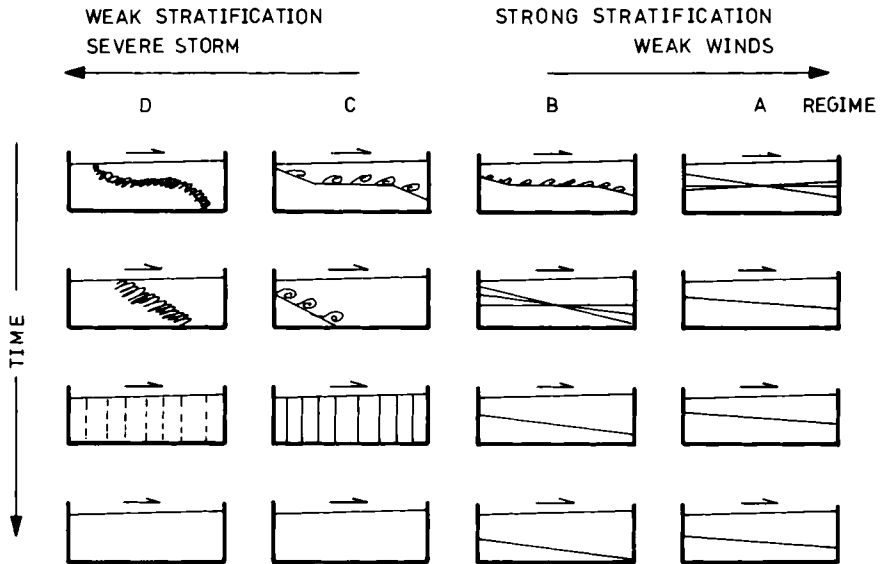 WEAK STRATIFICATION
SEVERE STORM
STRONG STRATIFICATION
WEAK WINDS
D C B A REGIME
TIME